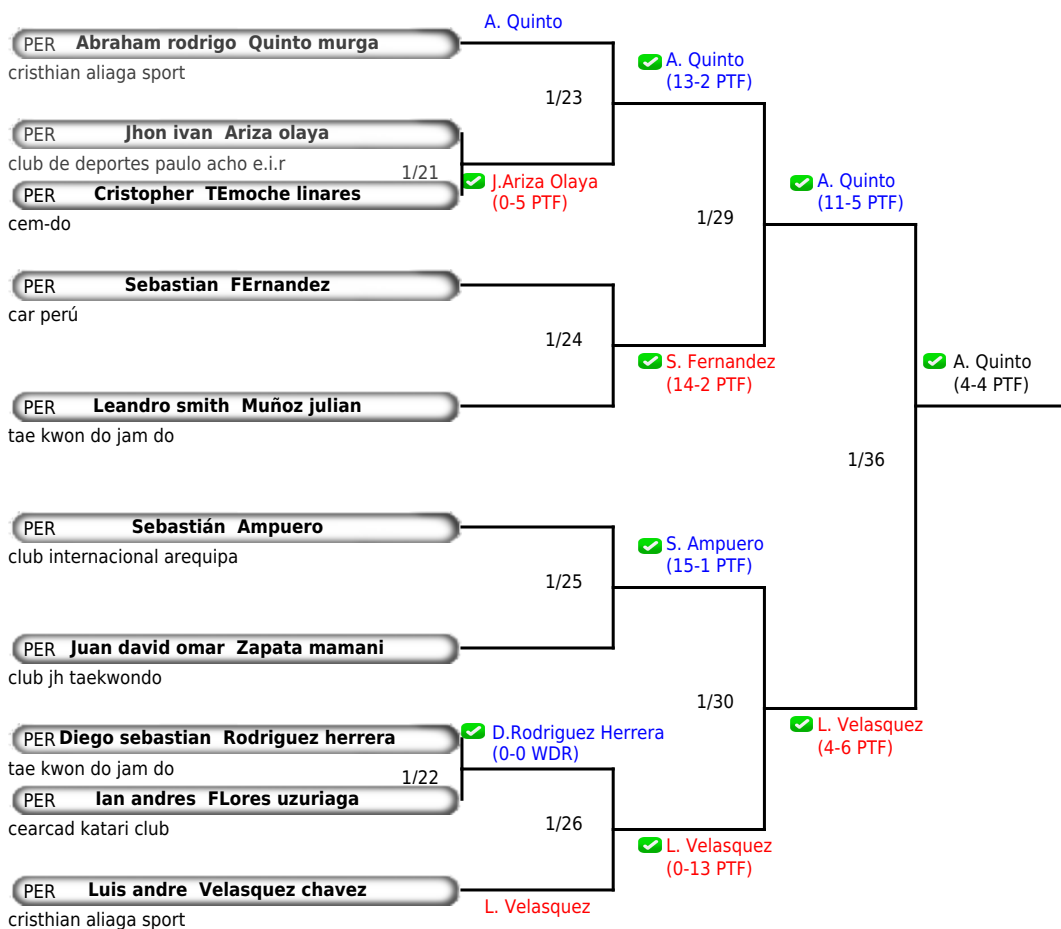 A. Quinto
PER Abraham rodrigo Quinto murga
cristhian aliaga sport
A. Quinto
(13-2 PTF)
1/23
PER Jhon ivan Ariza olaya
club de deportes paulo acho e.i.r
1/21
J.Ariza Olaya
(0-5 PTF)
PER Cristopher TEmoche linares
cem-do
A. Quinto
(11-5 PTF)
1/29
PER Sebastian FErnandez
car perú
1/24
S. Fernandez
(14-2 PTF)
A. Quinto
(4-4 PTF)
PER Leandro smith Muñoz julian
tae kwon do jam do
1/36
PER Sebastián Ampuero
club internacional arequipa
S. Ampuero
(15-1 PTF)
1/25
PER Juan david omar Zapata mamani
club jh taekwondo
1/30
L. Velasquez
(4-6 PTF)
PER Diego sebastian Rodriguez herrera
tae kwon do jam do
D.Rodriguez Herrera
(0-0 WDR)
1/22
PER Ian andres FLores uzuriaga
cearcad katari club
1/26
L. Velasquez
(0-13 PTF)
PER Luis andre Velasquez chavez
cristhian aliaga sport
L. Velasquez